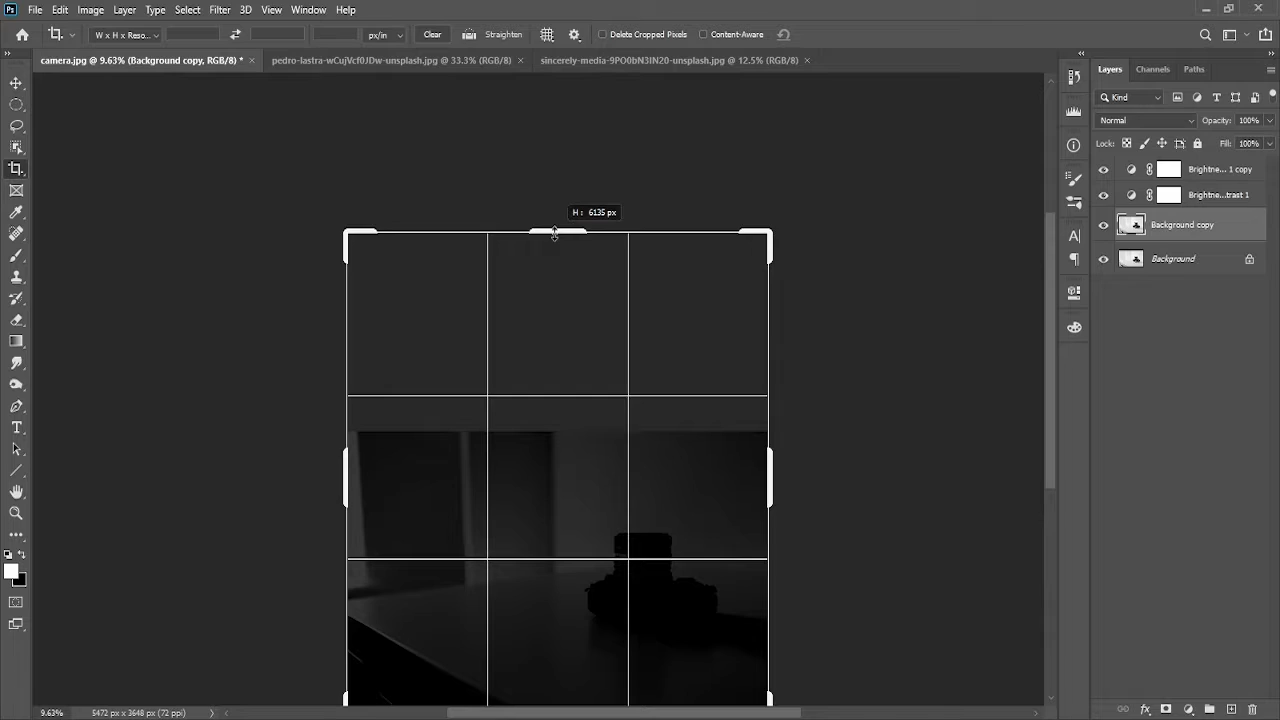 Ps File Edit Image Layer Type Select Filter 3D View Window Help
W x H x Reso... px/in Clear Straighten Delete Cropped Pixels Content-Aware
camera.jpg @ 9.63% (Background copy, RGB/8) * × pedro-lastra-wCujVcf0JDw-unsplash.jpg @ 33.3% (RGB/8) × sincerely-media-9PO0bN3IN20-unsplash.jpg @ 12.5% (RGB/8) ×
Layers Channels Paths
Kind
Normal Opacity: 100%
Lock: Fill: 100%
Brightne... 1 copy
Brightne...trast 1
Background copy
Background
H : 6135 px
9.63% 5472 px x 3648 px (72 ppi)